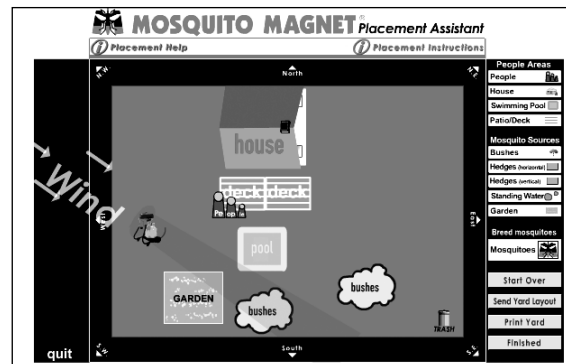 MOSQUITO MAGNET® Placement Assistant
i Placement Help
i Placement Instructions
N.W.
North
N.E.
People Areas
People
House
Swimming Pool
Patio/Deck
Mosquito Sources
Bushes
Hedges (horizontal)
Hedges (vertical)
Standing Water
Garden
Breed mosquitoes
Mosquitoes
Start Over
Send Yard Layout
Print Yard
Finished
Wind
West
East
house
deck deck
People
pool
GARDEN
bushes
bushes
TRASH
quit
S.W.
South
S.E.